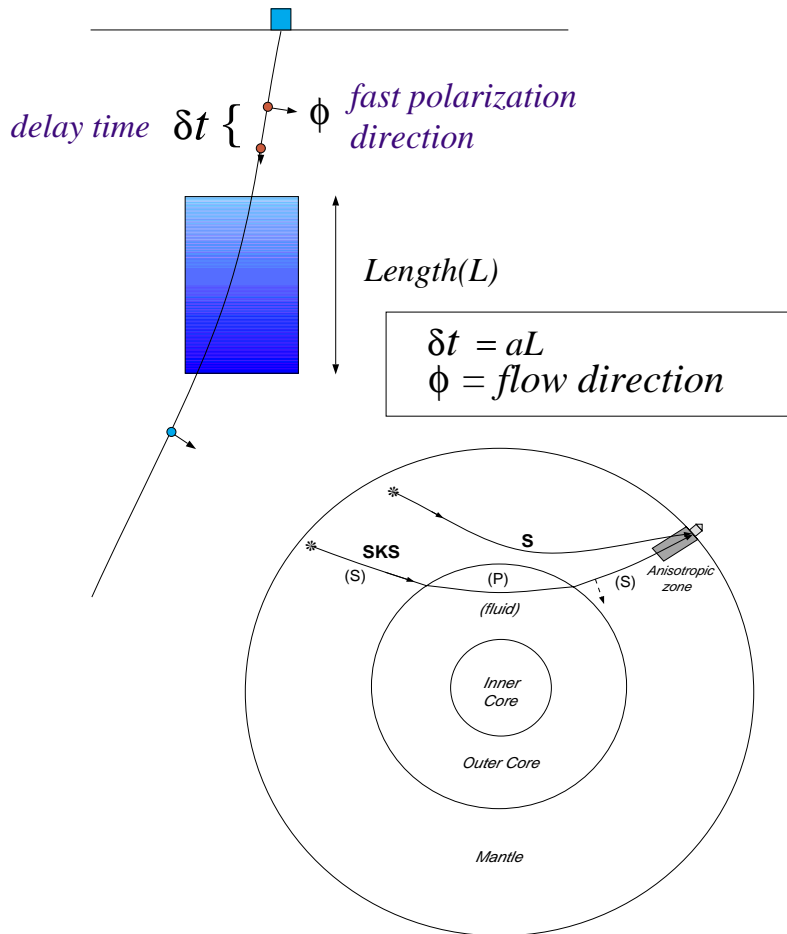 delay time δt { ϕ fast polarization
direction
Length(L)
δt = aL
ϕ = flow direction
S
SKS
(S)
(P)
(S)
Anisotropic
zone
(fluid)
Inner
Core
Outer Core
Mantle